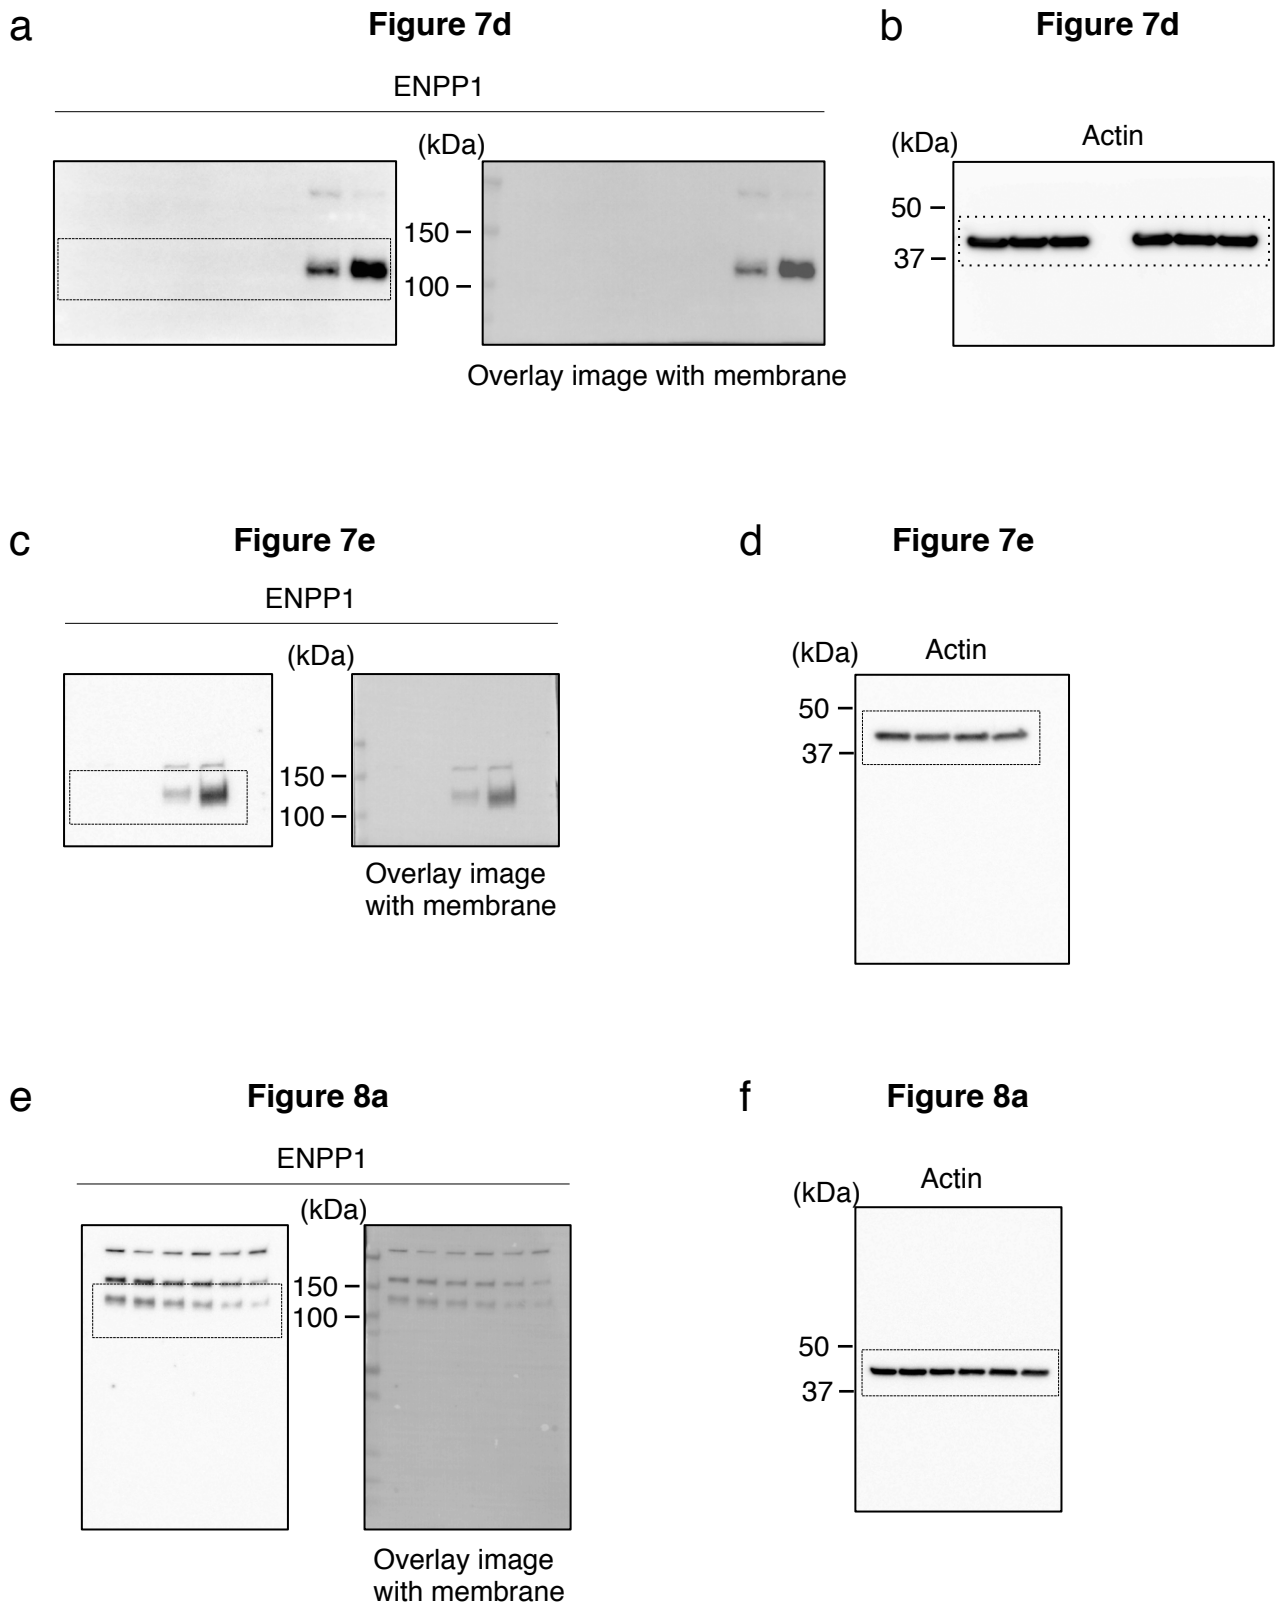 a
Figure 7d
ENPP1
(kDa)
150
100
Overlay image with membrane
b
Figure 7d
Actin
(kDa)
50
37
c
Figure 7e
ENPP1
(kDa)
150
100
Overlay image
with membrane
d
Figure 7e
Actin
(kDa)
50
37
e
Figure 8a
ENPP1
(kDa)
150
100
Overlay image
with membrane
f
Figure 8a
Actin
(kDa)
50
37